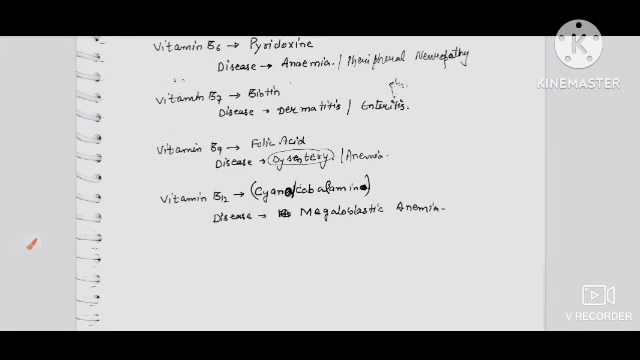 Vitamin B6 → Pyridoxine
Disease → Anaemia / Peripheral Neuropathy
Vitamin B7 → Biotin
Disease → Dermatitis / Enteritis.
Vitamin B9 → Folic Acid
Disease → Dysentery / Anemia.
Vitamin B12 → (Cyano/cobalamin)
Disease → Megaloblastic Anemia.
KINEMASTER
V RECORDER